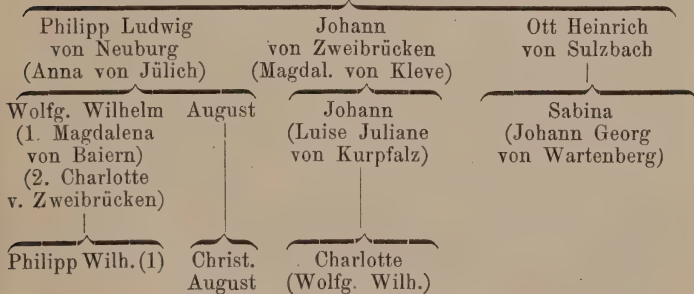 Philipp Ludwig
von Neuburg
(Anna von Jülich)
Johann
von Zweibrücken
(Magdal. von Kleve)
Ott Heinrich
von Sulzbach
Wolfg. Wilhelm
(1. Magdalena
von Baiern)
(2. Charlotte
v. Zweibrücken)
August
Johann
(Luise Juliane
von Kurpfalz)
Sabina
(Johann Georg
von Wartenberg)
Philipp Wilh. (1)
Christ.
August
Charlotte
(Wolfg. Wilh.)